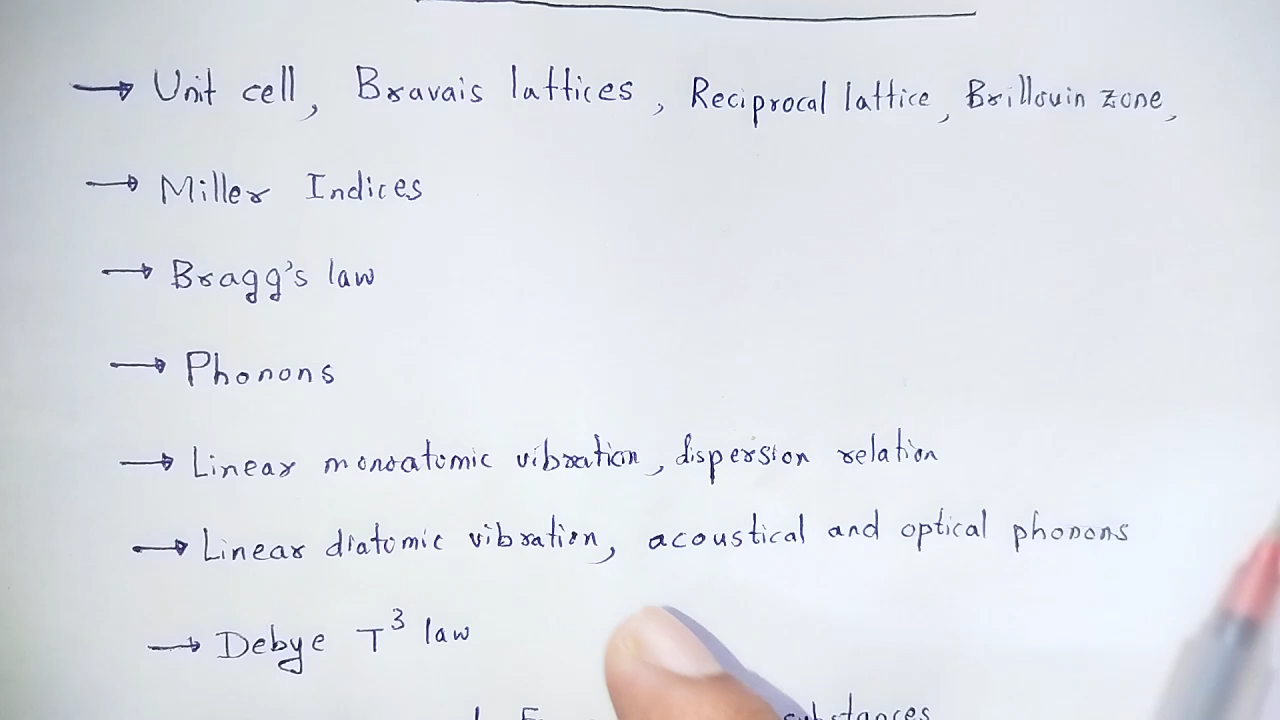 → Unit cell, Bravais lattices, Reciprocal lattice, Brillouin zone,
→ Miller Indices
→ Bragg's law
→ Phonons
→ Linear monoatomic vibration, dispersion relation
→ Linear diatomic vibration, acoustical and optical phonons
→ Debye T³ law
substances